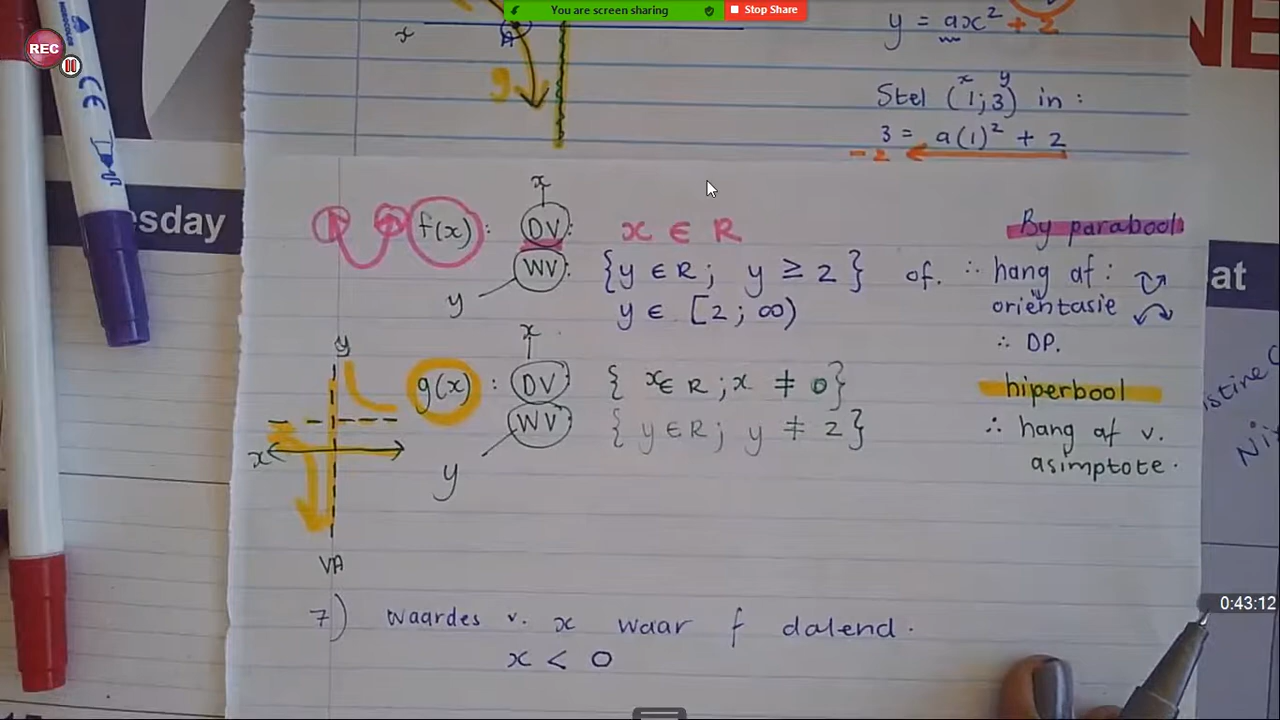 You are screen sharing
Stop Share
REC
y = ax² + 2
x
g
x y
Stel (1;3) in :
3 = a(1)² + 2
- 2
CE
sday
at
x
f(x) : DV: x ∈ R
WV: {y ∈ R ; y ≥ 2} of.
y
y ∈ [2 ; ∞)
By parabool
∴ hang af :
orientasie
∴ DP.
y
x
g(x) : DV {x ∈ R ; x ≠ 0}
WV {y ∈ R ; y ≠ 2}
y
x
VA
hiperbool
∴ hang af v.
asimptote.
7) Waardes v. x waar f dalend.
x < 0
0:43:12